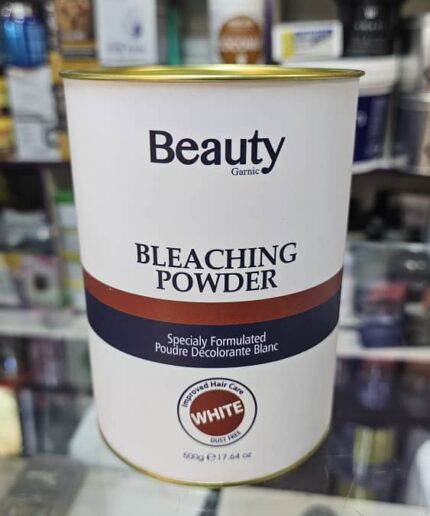 Beauty
Garnic
BLEACHING
POWDER
Specialy Formulated
Poudre Décolorante Blanc
Improved Hair Care
WHITE
DUST FREE
500g ℮ 17.64 oz